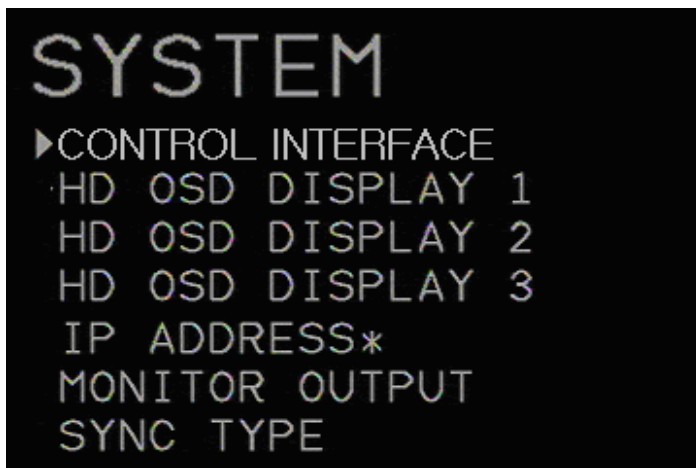 SYSTEM
CONTROL INTERFACE
HD OSD DISPLAY 1
HD OSD DISPLAY 2
HD OSD DISPLAY 3
IP ADDRESS*
MONITOR OUTPUT
SYNC TYPE